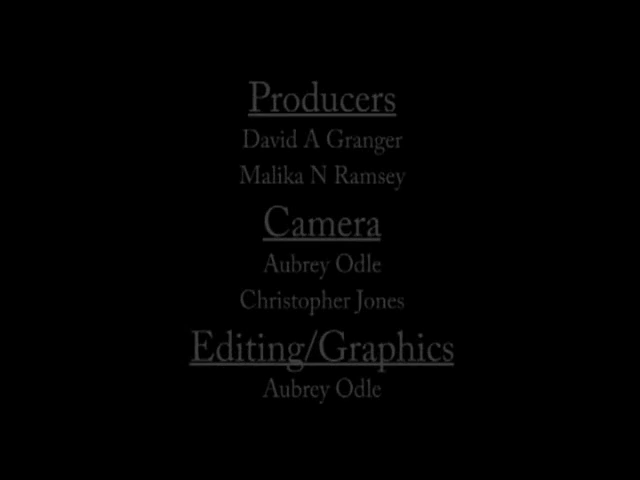 Producers
David A Granger
Malika N Ramsey
Camera
Aubrey Odle
Christopher Jones
Editing/Graphics
Aubrey Odle